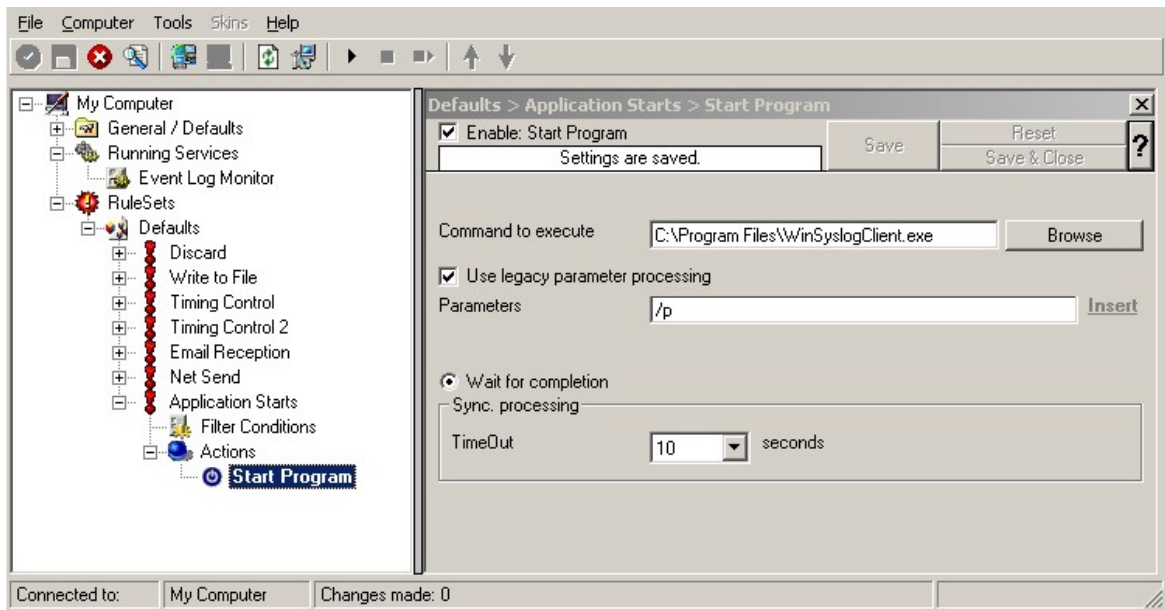 File Computer Tools Skins Help
My Computer
General / Defaults
Running Services
Event Log Monitor
RuleSets
Defaults
Discard
Write to File
Timing Control
Timing Control 2
Email Reception
Net Send
Application Starts
Filter Conditions
Actions
Start Program
Defaults > Application Starts > Start Program
Enable: Start Program
Settings are saved.
Save
Reset
Save & Close
?
Command to execute C:\Program Files\WinSyslogClient.exe Browse
Use legacy parameter processing
Parameters /p Insert
Wait for completion
Sync. processing
TimeOut 10 seconds
Connected to: My Computer Changes made: 0